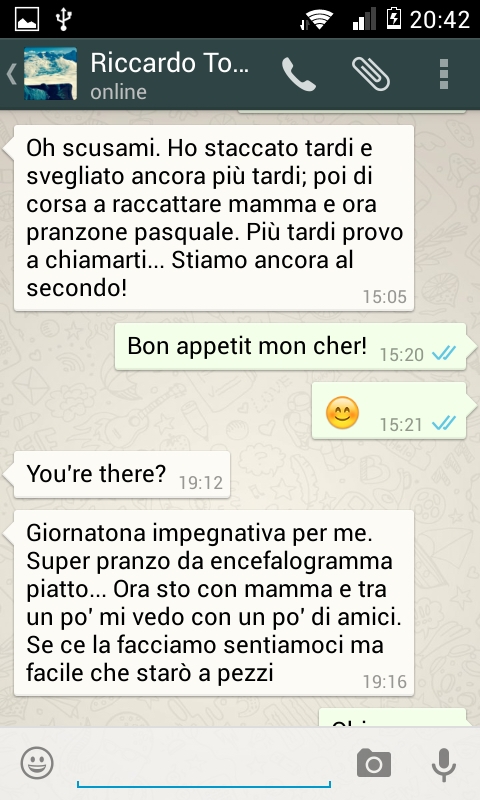 20:42
Riccardo To...
online
Oh scusami. Ho staccato tardi e
svegliato ancora più tardi; poi di
corsa a raccattare mamma e ora
pranzone pasquale. Più tardi provo
a chiamarti... Stiamo ancora al
secondo!
15:05
Bon appetit mon cher! 15:20
😊 15:21
You're there? 19:12
Giornatona impegnativa per me.
Super pranzo da encefalogramma
piatto... Ora sto con mamma e tra
un po' mi vedo con un po' di amici.
Se ce la facciamo sentiamoci ma
facile che starò a pezzi
19:16